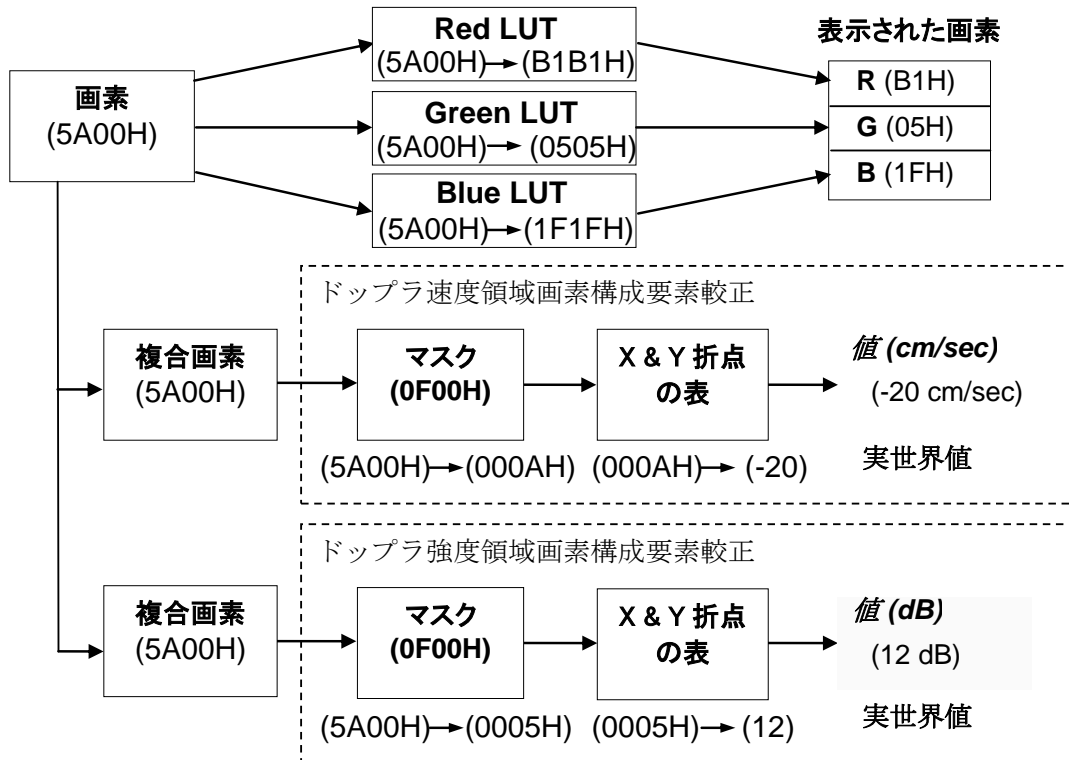 Red LUT
(5A00H)→(B1B1H)
表示された画素
画素
(5A00H)
Green LUT
(5A00H)→ (0505H)
Blue LUT
(5A00H)→(1F1FH)
R (B1H)
G (05H)
B (1FH)
ドップラ速度領域画素構成要素較正
複合画素
(5A00H)
マスク
(0F00H)
X & Y 折点
の表
値 (cm/sec)
(-20 cm/sec)
実世界値
(5A00H)→(000AH)
(000AH)→ (-20)
ドップラ強度領域画素構成要素較正
複合画素
(5A00H)
マスク
(0F00H)
X & Y 折点
の表
値 (dB)
(12 dB)
実世界値
(5A00H)→(0005H)
(0005H)→ (12)